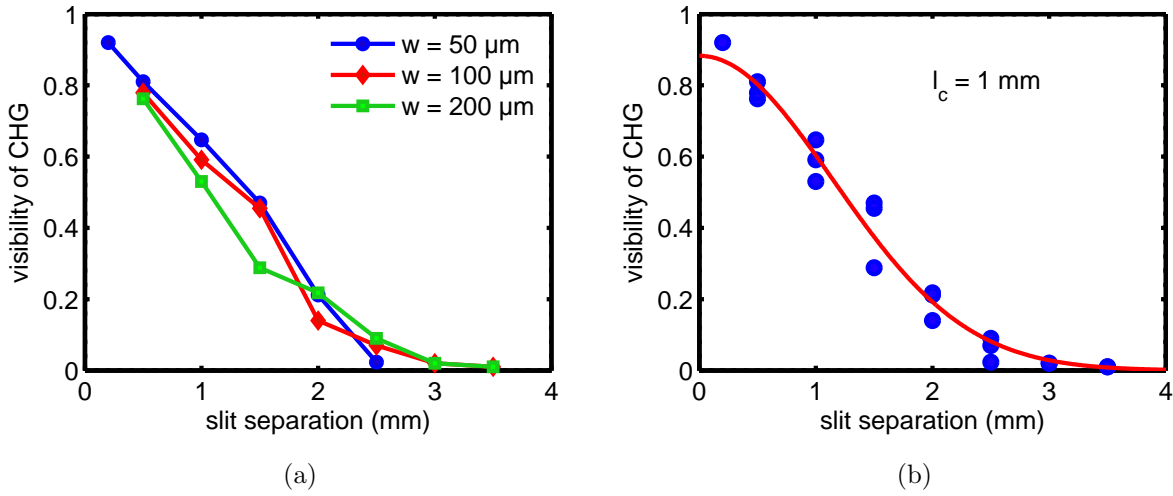 1
0.8
0.6
0.4
0.2
0
0 1 2 3 4
visibility of CHG
slit separation (mm)
w = 50 µm
w = 100 µm
w = 200 µm
(a)
1
0.8
0.6
0.4
0.2
0
0 1 2 3 4
visibility of CHG
slit separation (mm)
l_c = 1 mm
(b)